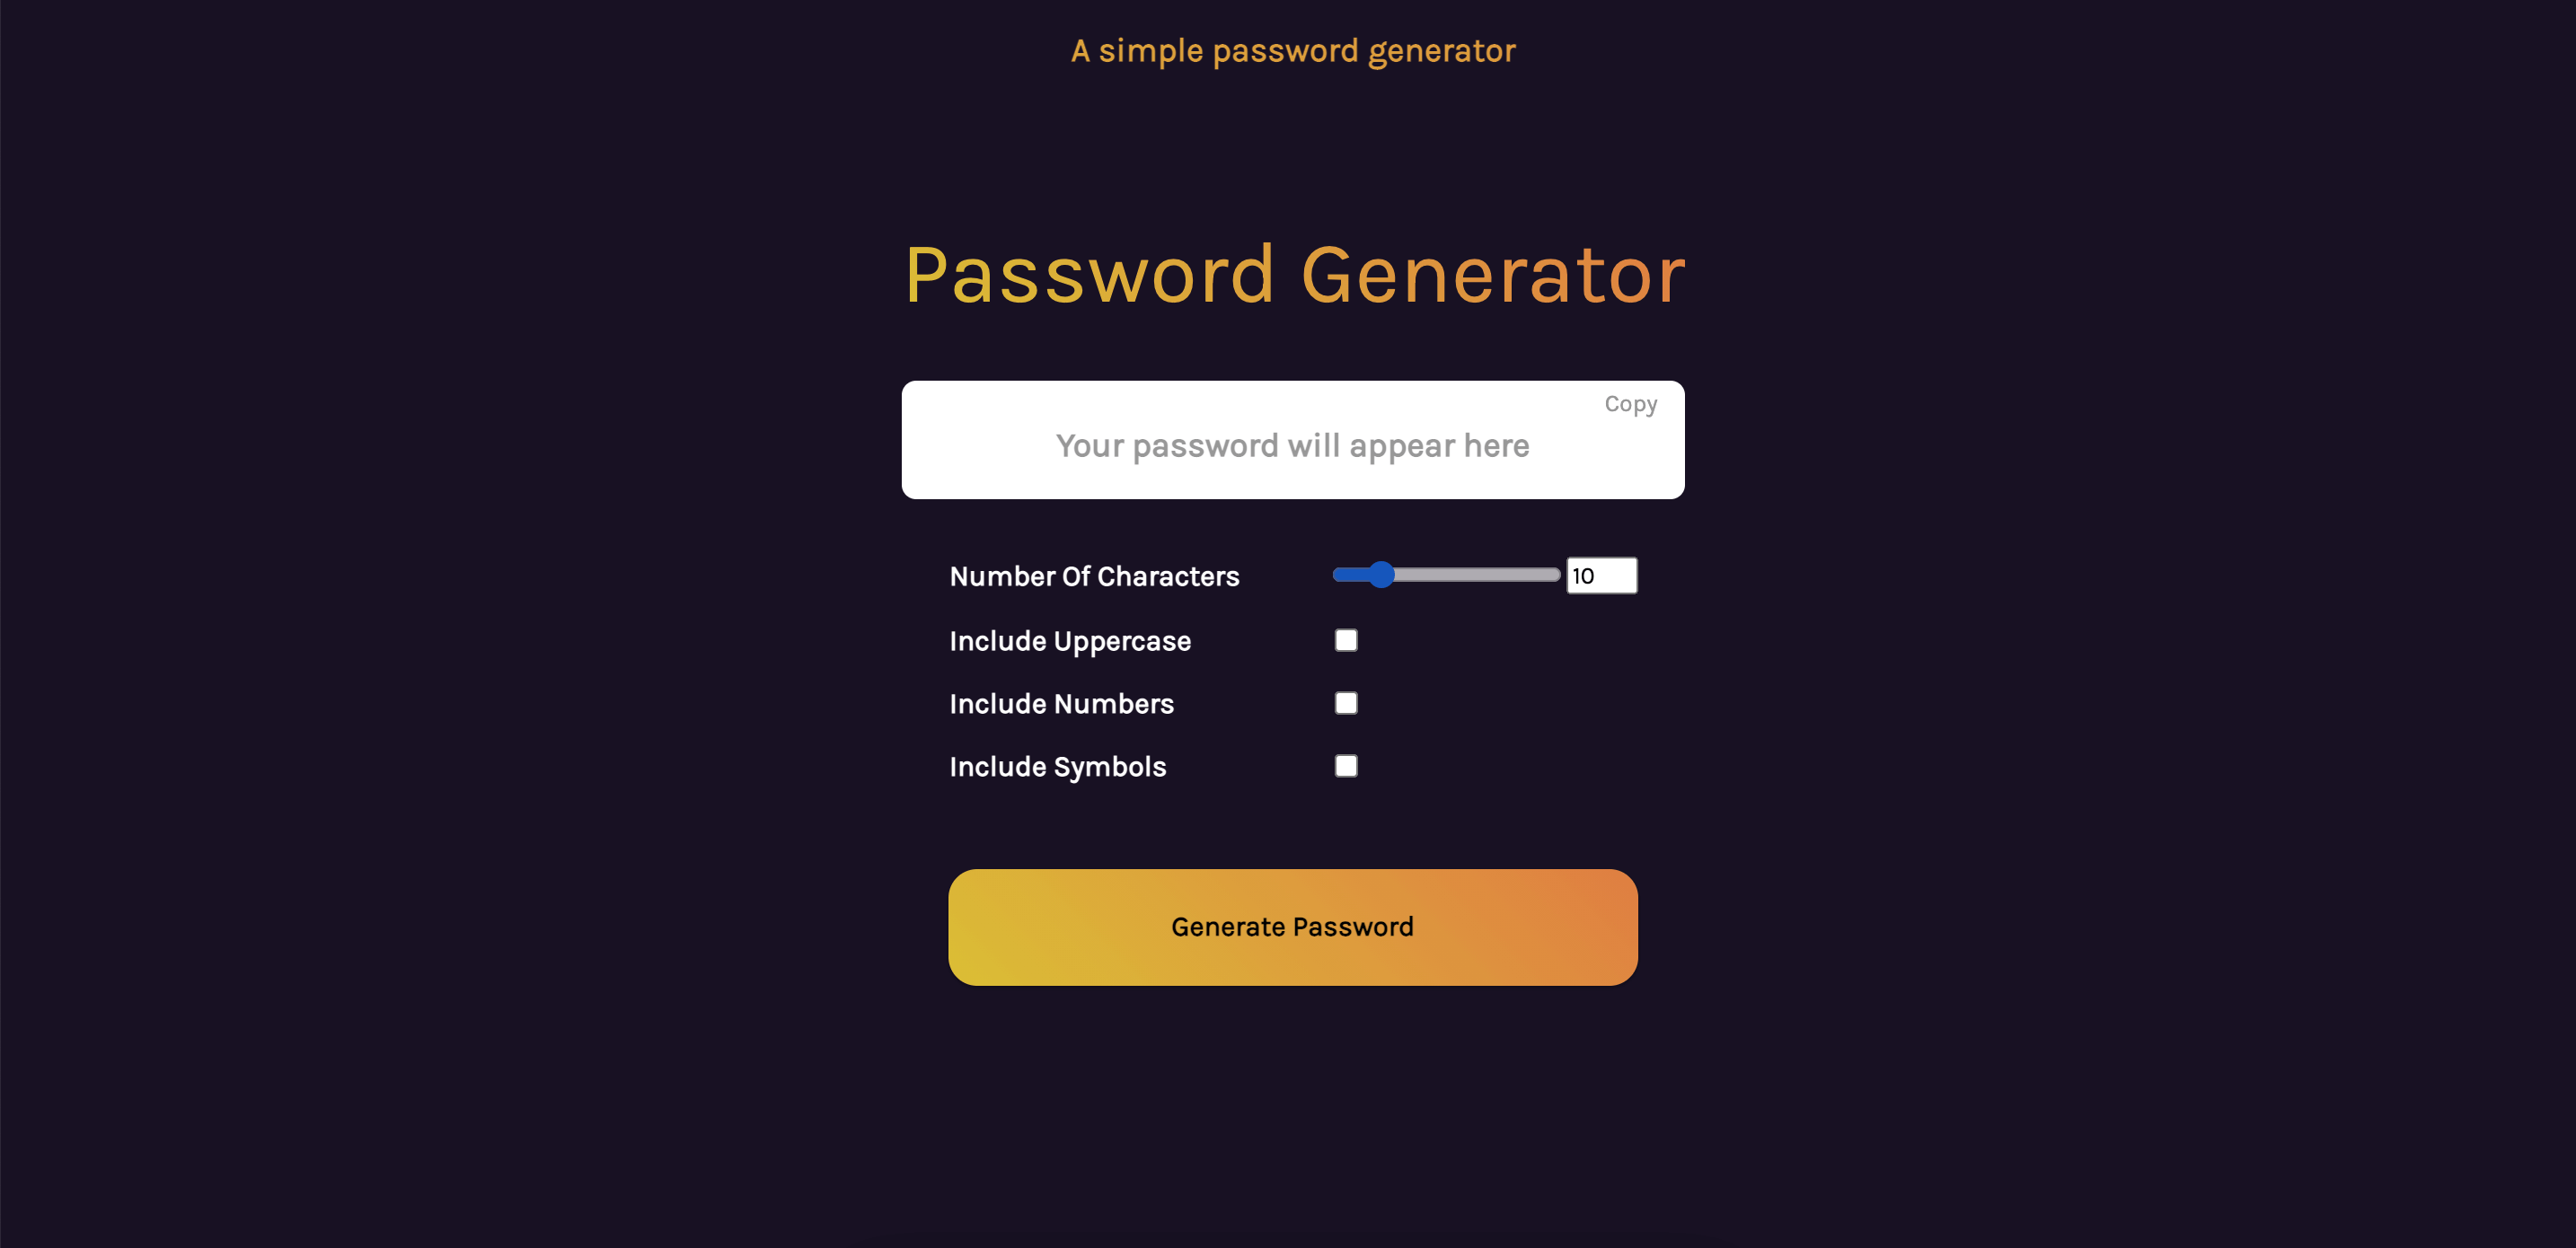 A simple password generator
Password Generator
Copy
Your password will appear here
Number Of Characters 10
Include Uppercase
Include Numbers
Include Symbols
Generate Password